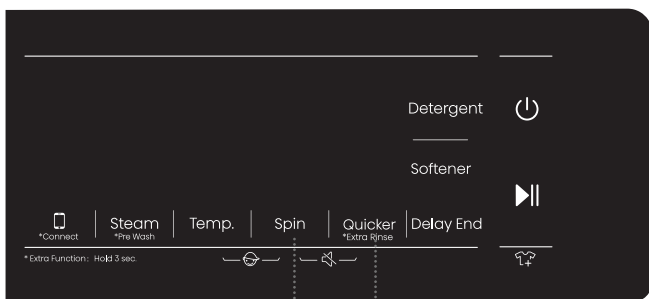 Detergent
Softener
Steam Temp. Spin Quicker Delay End
*Connect *Pre Wash *Extra Rinse
* Extra Function: Hold 3 sec.